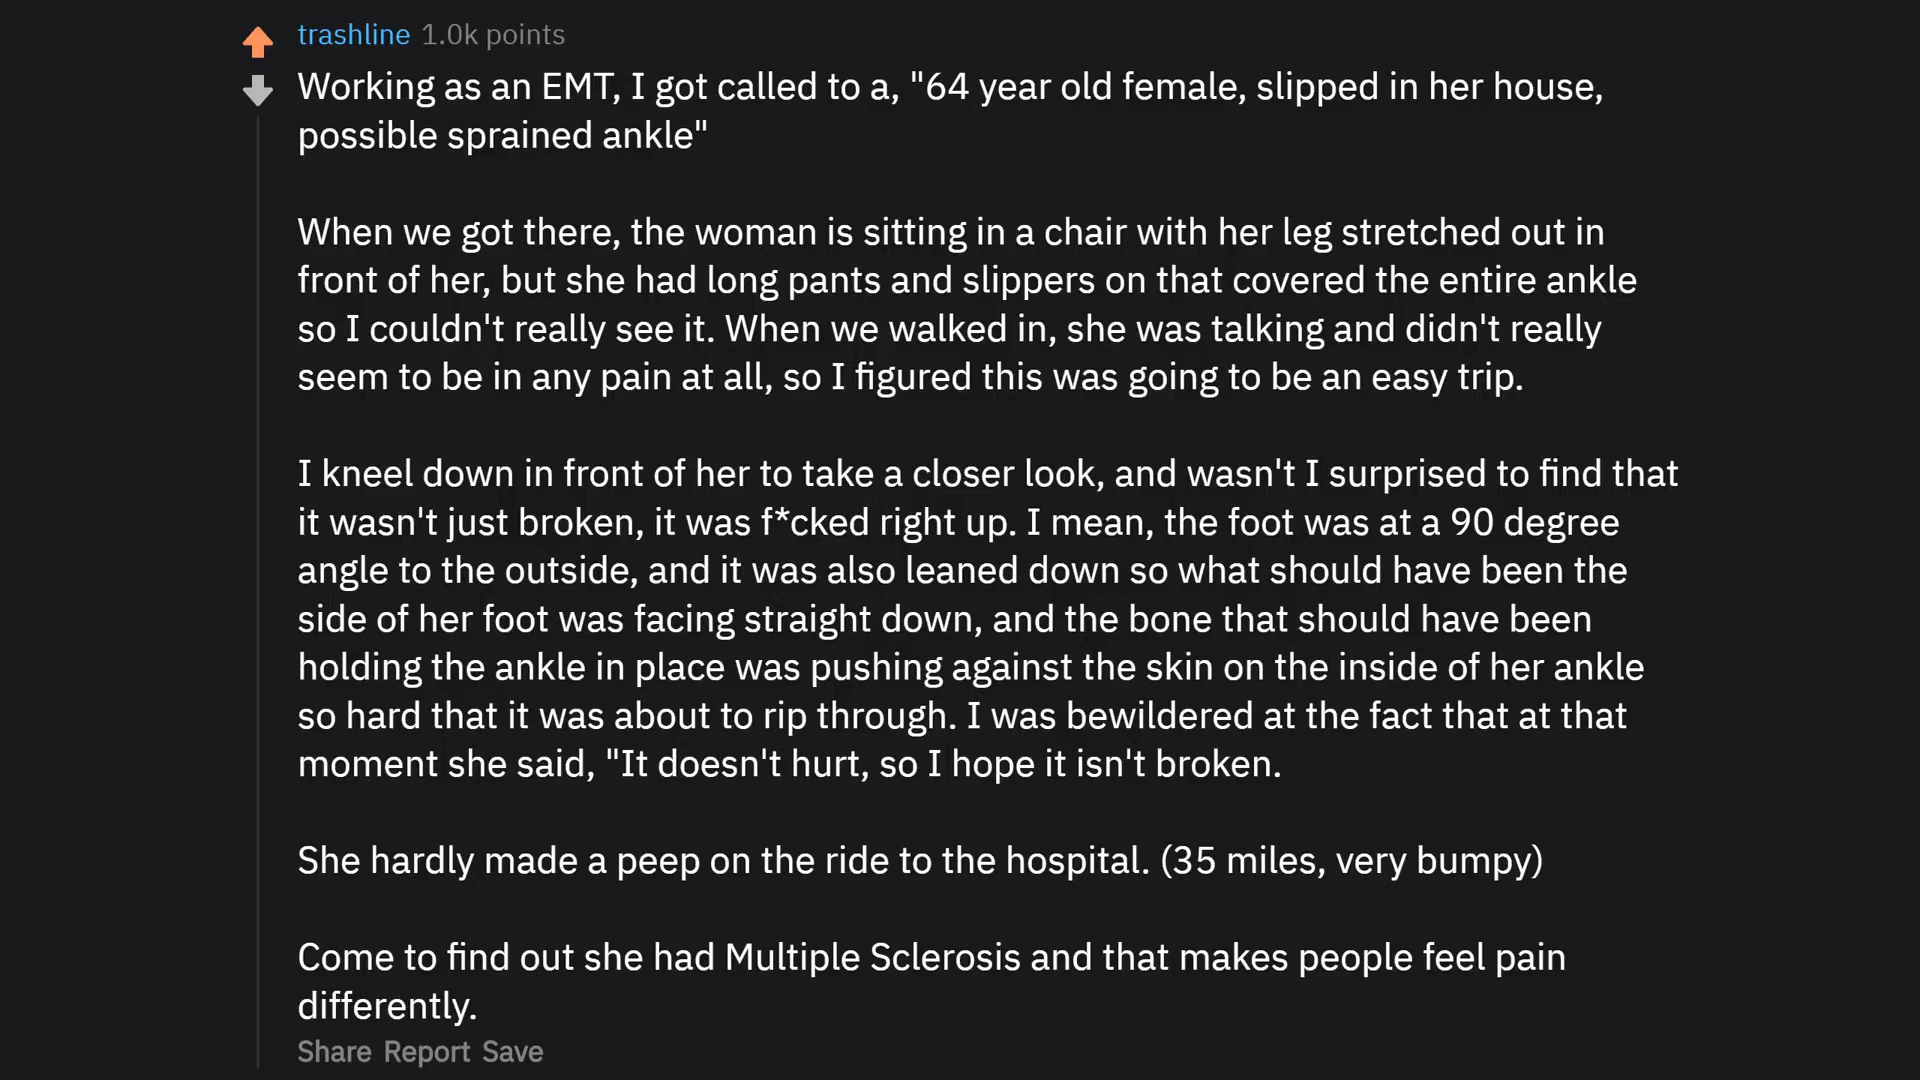 trashline 1.0k points
Working as an EMT, I got called to a, "64 year old female, slipped in her house,
possible sprained ankle"
When we got there, the woman is sitting in a chair with her leg stretched out in
front of her, but she had long pants and slippers on that covered the entire ankle
so I couldn't really see it. When we walked in, she was talking and didn't really
seem to be in any pain at all, so I figured this was going to be an easy trip.
I kneel down in front of her to take a closer look, and wasn't I surprised to find that
it wasn't just broken, it was f*cked right up. I mean, the foot was at a 90 degree
angle to the outside, and it was also leaned down so what should have been the
side of her foot was facing straight down, and the bone that should have been
holding the ankle in place was pushing against the skin on the inside of her ankle
so hard that it was about to rip through. I was bewildered at the fact that at that
moment she said, "It doesn't hurt, so I hope it isn't broken.
She hardly made a peep on the ride to the hospital. (35 miles, very bumpy)
Come to find out she had Multiple Sclerosis and that makes people feel pain
differently.
Share Report Save